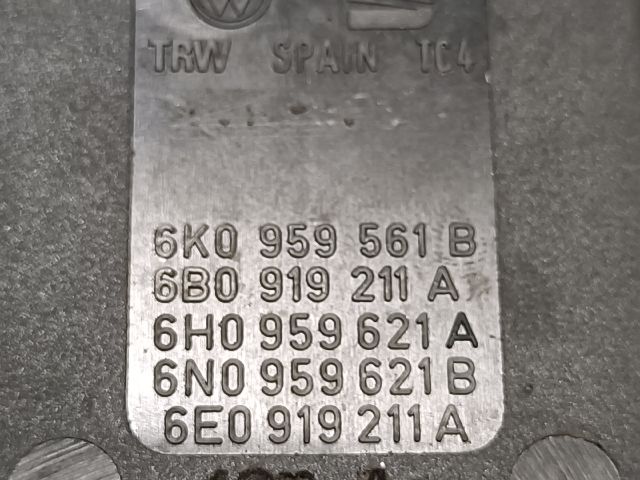 TRW SPAIN TC4
6K0 959 561 B
6B0 919 211 A
6H0 959 621 A
6N0 959 621 B
6E0 919 211 A